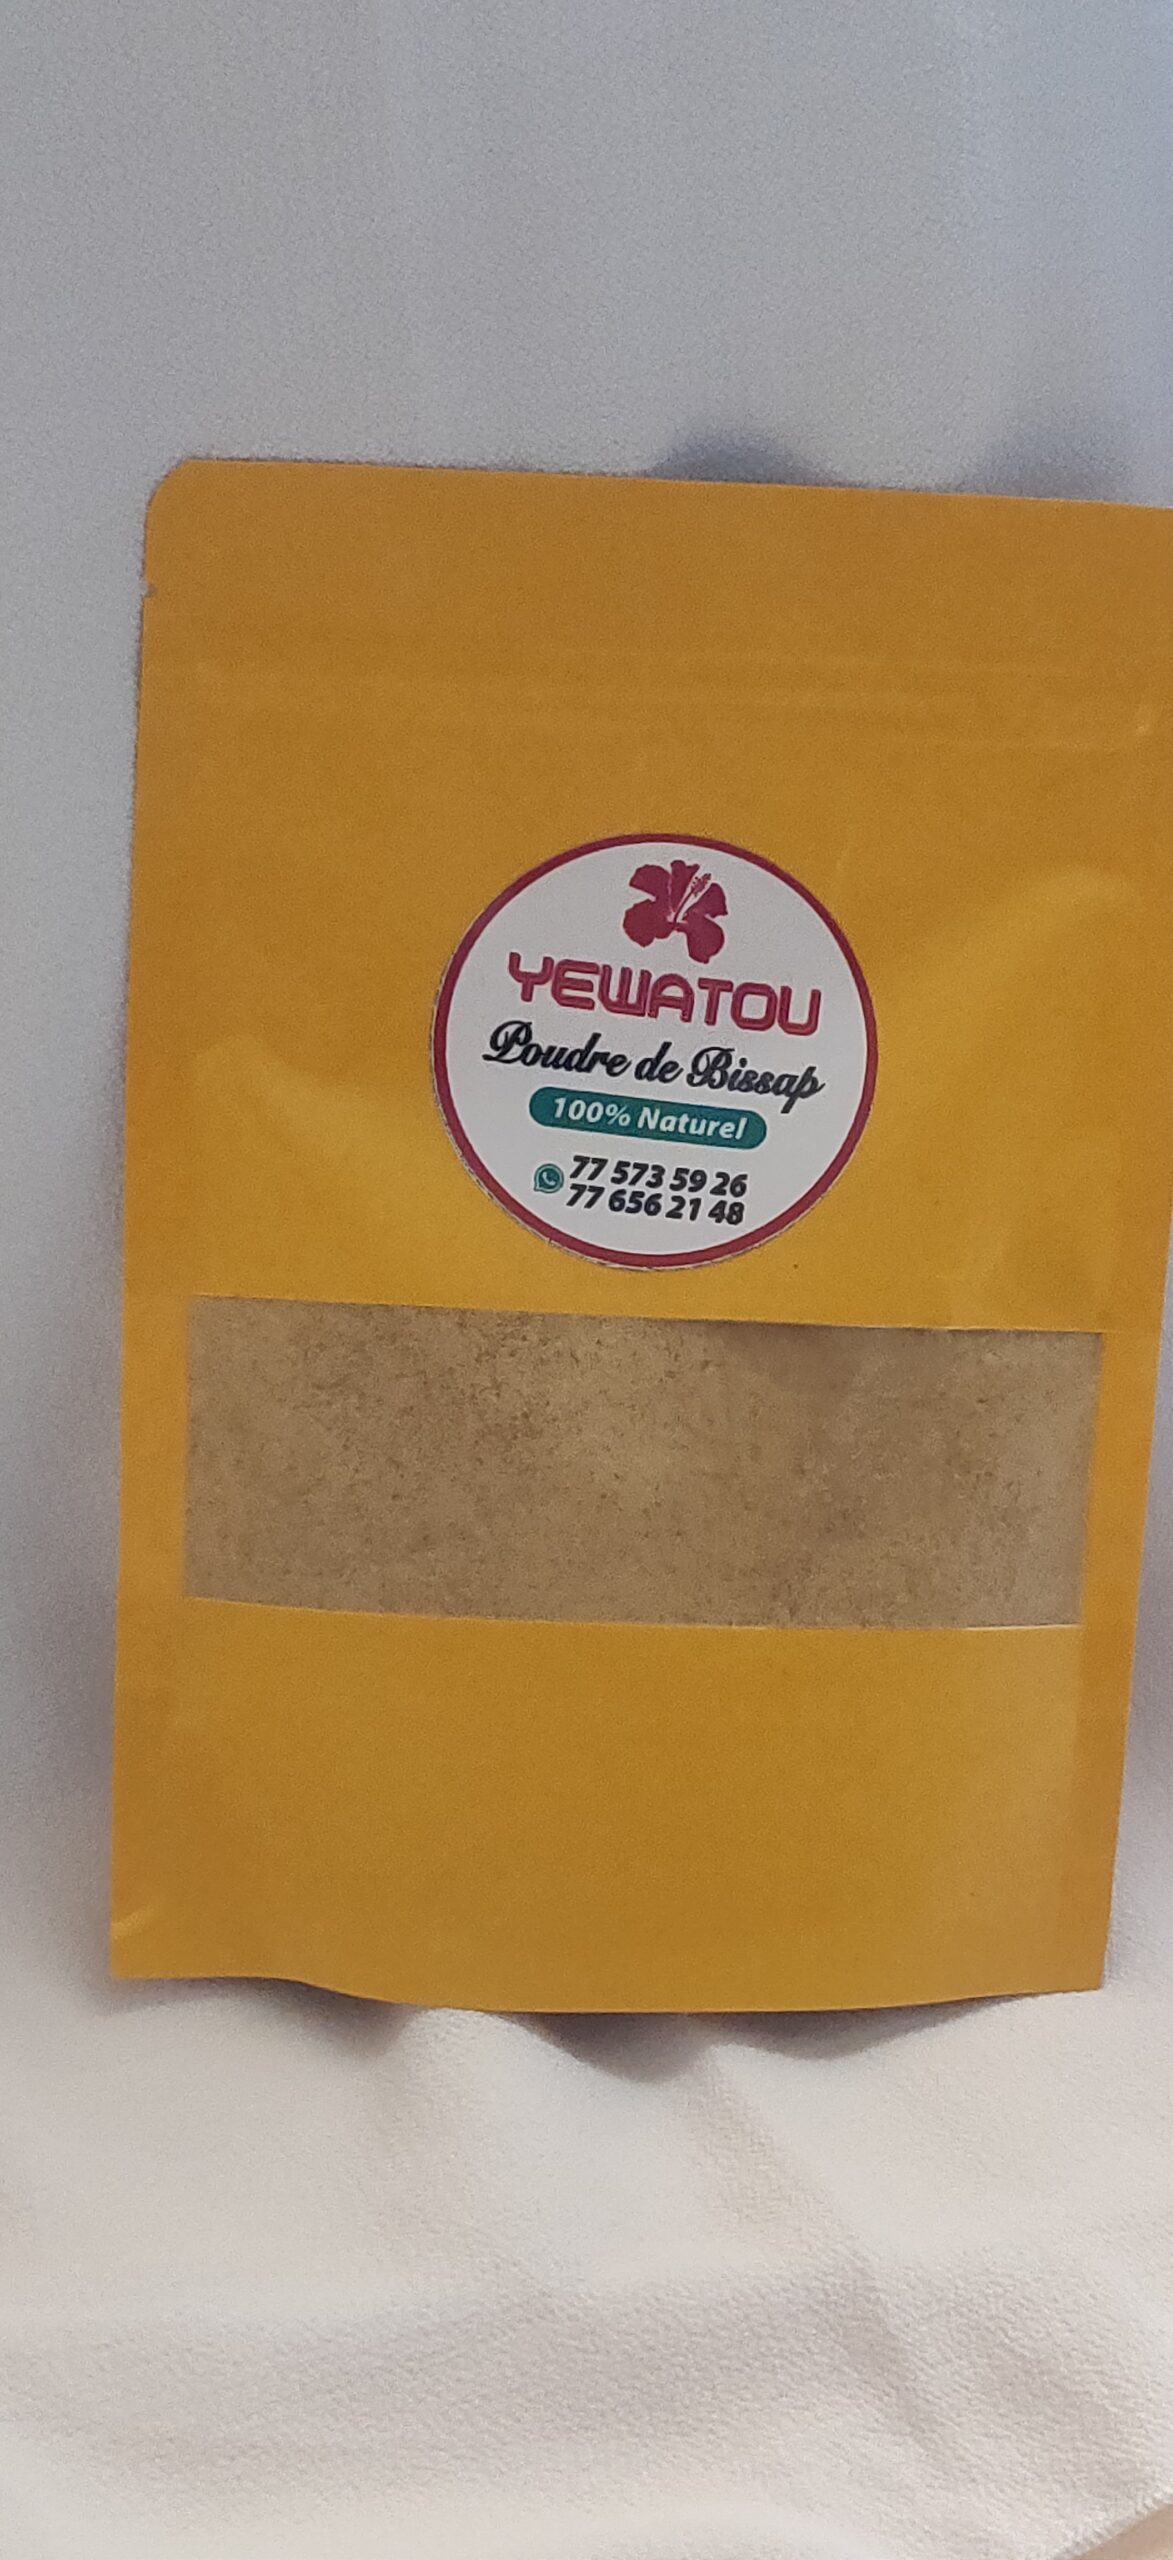 YEWATOU
Poudre de Bissap
100% Naturel
77 573 59 26
77 656 21 48